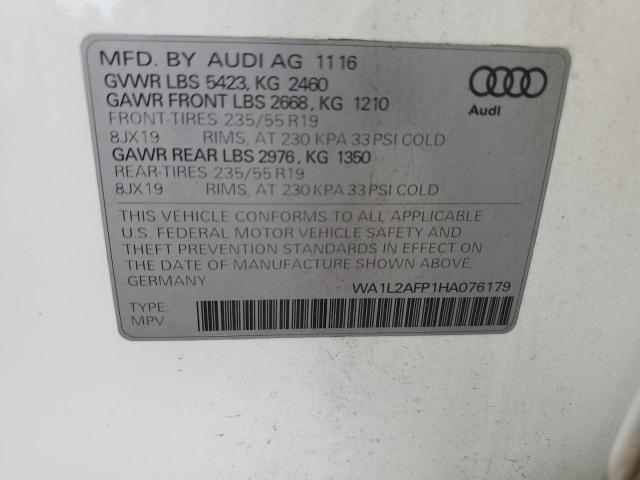 MFD. BY AUDI AG 11 16
GVWR LBS 5423, KG 2460
GAWR FRONT LBS 2668, KG 1210
FRONT-TIRES 235/55 R19
8JX19 RIMS, AT 230 KPA 33 PSI COLD
GAWR REAR LBS 2976, KG 1350
REAR-TIRES 235/55 R19
8JX19 RIMS, AT 230 KPA 33 PSI COLD
Audi
THIS VEHICLE CONFORMS TO ALL APPLICABLE
U.S. FEDERAL MOTOR VEHICLE SAFETY AND
THEFT PREVENTION STANDARDS IN EFFECT ON
THE DATE OF MANUFACTURE SHOWN ABOVE.
GERMANY
WA1L2AFP1HA076179
TYPE:
MPV